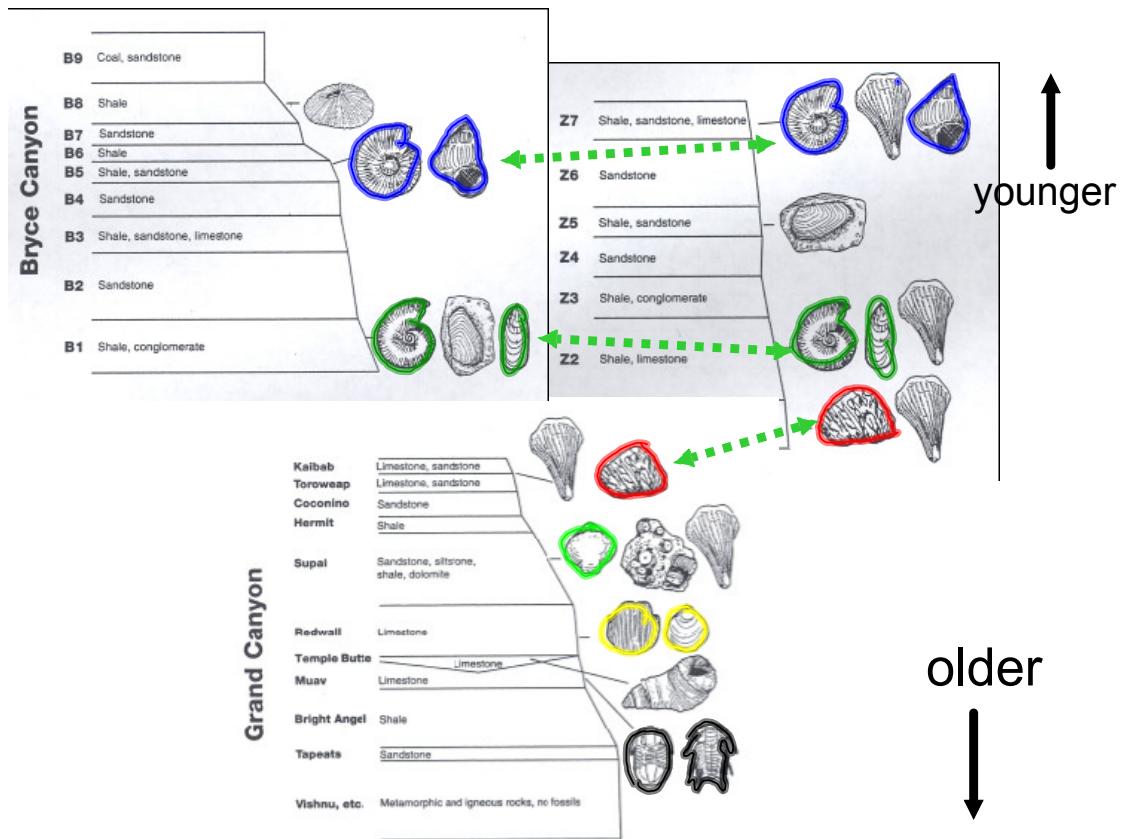 Bryce Canyon
B9 Coal, sandstone
B8 Shale
B7 Sandstone
B6 Shale
B5 Shale, sandstone
B4 Sandstone
B3 Shale, sandstone, limestone
B2 Sandstone
B1 Shale, conglomerate
Z7 Shale, sandstone, limestone
Z6 Sandstone
Z5 Shale, sandstone
Z4 Sandstone
Z3 Shale, conglomerate
Z2 Shale, limestone
younger
Grand Canyon
Kaibab Limestone, sandstone
Toroweap Limestone, sandstone
Coconino Sandstone
Hermit Shale
Supai Sandstone, siltsrone,
shale, dolomite
Redwall Limestone
Temple Butte Limestone
Muav Limestone
Bright Angel Shale
Tapeats Sandstone
Vishnu, etc. Metamorphic and igneous rocks, no fossils
older